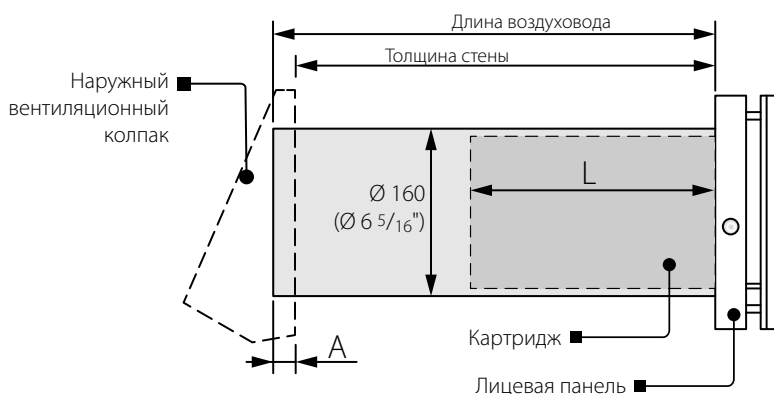 Длина воздуховода
Толщина стены
Наружный
вентиляционный
колпак
L
Ø 160
(Ø 6 5/16")
A
Картридж
Лицевая панель